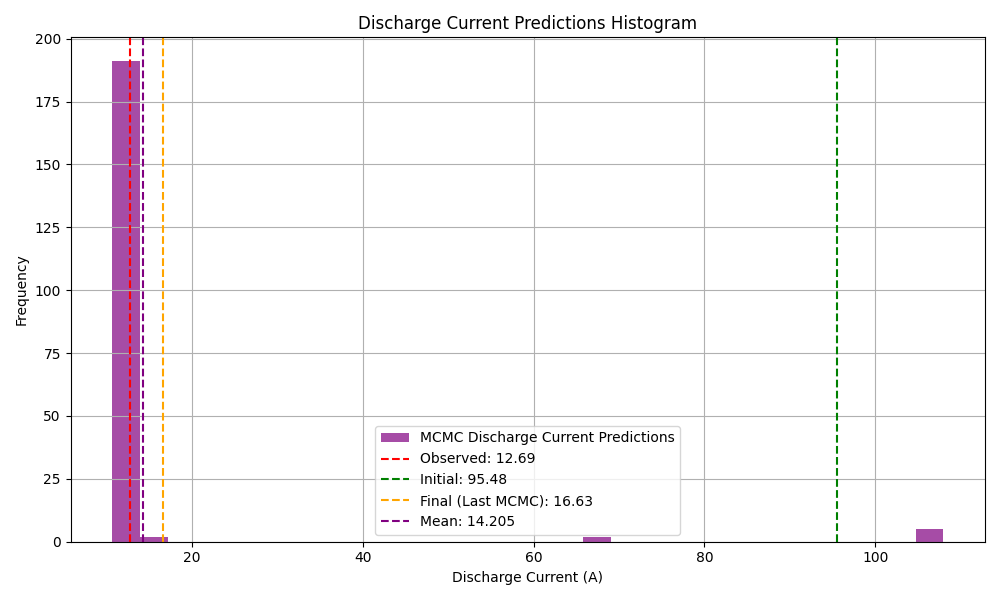 Discharge Current Predictions Histogram
Frequency
200
175
150
125
100
75
50
25
0
MCMC Discharge Current Predictions
Observed: 12.69
Initial: 95.48
Final (Last MCMC): 16.63
Mean: 14.205
20 40 60 80 100
Discharge Current (A)